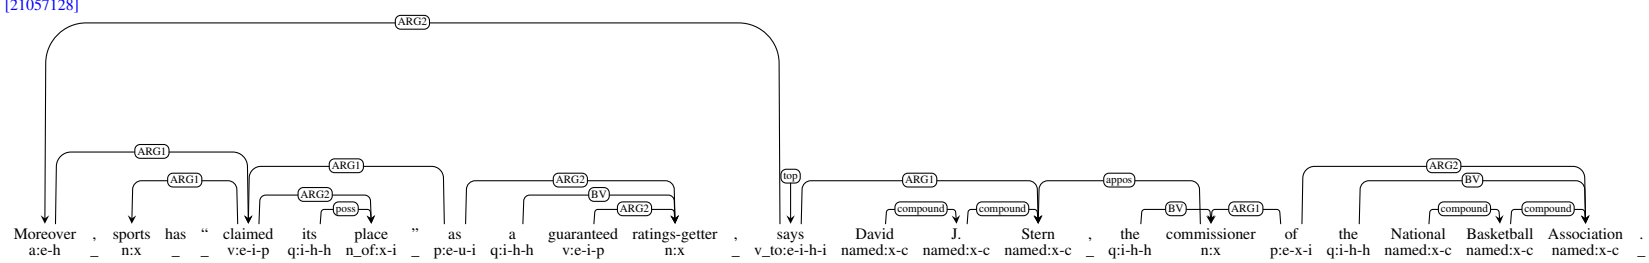 [21057128]
ARG2
ARG1 ARG1
ARG1 ARG2 top ARG1 appos BV
ARG2 BV
poss ARG2 compound compound BV ARG1 compound compound
Moreover , sports has “ claimed its place ” as a guaranteed ratings-getter , says David J. Stern , the commissioner of the National Basketball Association .
a:e-h _ n:x _ _ v:e-i-p q:i-h-h n_of:x-i _ p:e-u-i q:i-h-h v:e-i-p n:x _ v_to:e-i-h-i named:x-c named:x-c named:x-c _ q:i-h-h n:x p:e-x-i q:i-h-h named:x-c named:x-c named:x-c _